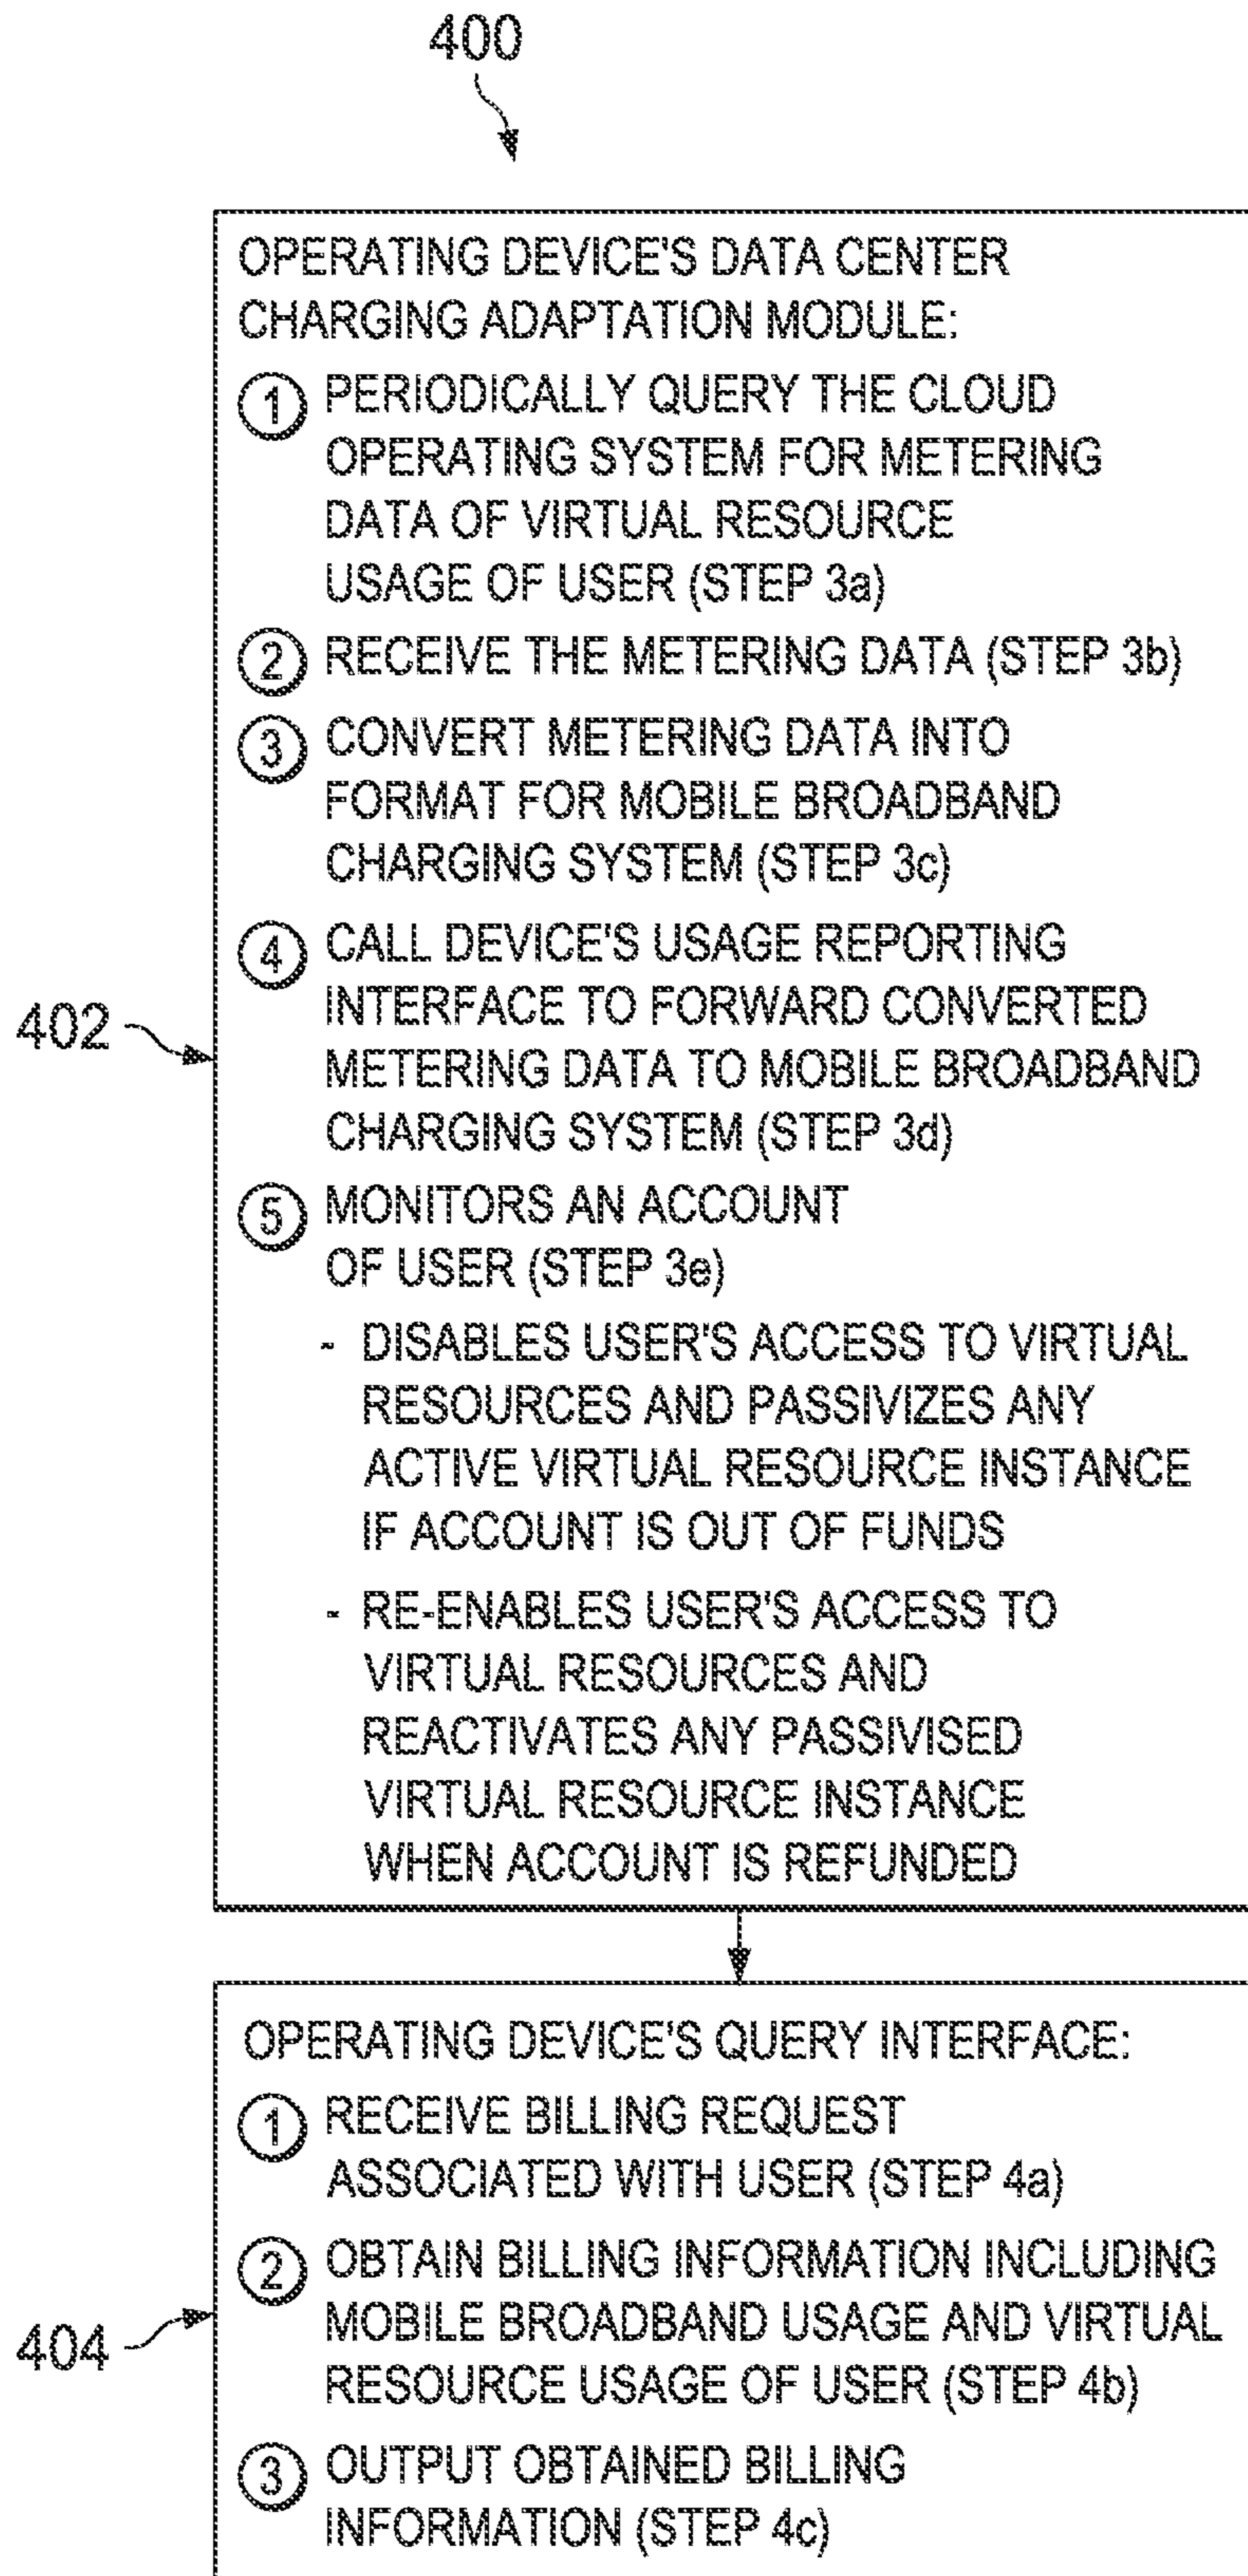 400
OPERATING DEVICE'S DATA CENTER
CHARGING ADAPTATION MODULE:
1 PERIODICALLY QUERY THE CLOUD
OPERATING SYSTEM FOR METERING
DATA OF VIRTUAL RESOURCE
USAGE OF USER (STEP 3a)
2 RECEIVE THE METERING DATA (STEP 3b)
3 CONVERT METERING DATA INTO
FORMAT FOR MOBILE BROADBAND
CHARGING SYSTEM (STEP 3c)
4 CALL DEVICE'S USAGE REPORTING
INTERFACE TO FORWARD CONVERTED
METERING DATA TO MOBILE BROADBAND
CHARGING SYSTEM (STEP 3d)
402
5 MONITORS AN ACCOUNT
OF USER (STEP 3e)
- DISABLES USER'S ACCESS TO VIRTUAL
RESOURCES AND PASSIVIZES ANY
ACTIVE VIRTUAL RESOURCE INSTANCE
IF ACCOUNT IS OUT OF FUNDS
- RE-ENABLES USER'S ACCESS TO
VIRTUAL RESOURCES AND
REACTIVATES ANY PASSIVISED
VIRTUAL RESOURCE INSTANCE
WHEN ACCOUNT IS REFUNDED
OPERATING DEVICE'S QUERY INTERFACE:
1 RECEIVE BILLING REQUEST
ASSOCIATED WITH USER (STEP 4a)
2 OBTAIN BILLING INFORMATION INCLUDING
MOBILE BROADBAND USAGE AND VIRTUAL
RESOURCE USAGE OF USER (STEP 4b)
404
3 OUTPUT OBTAINED BILLING
INFORMATION (STEP 4c)